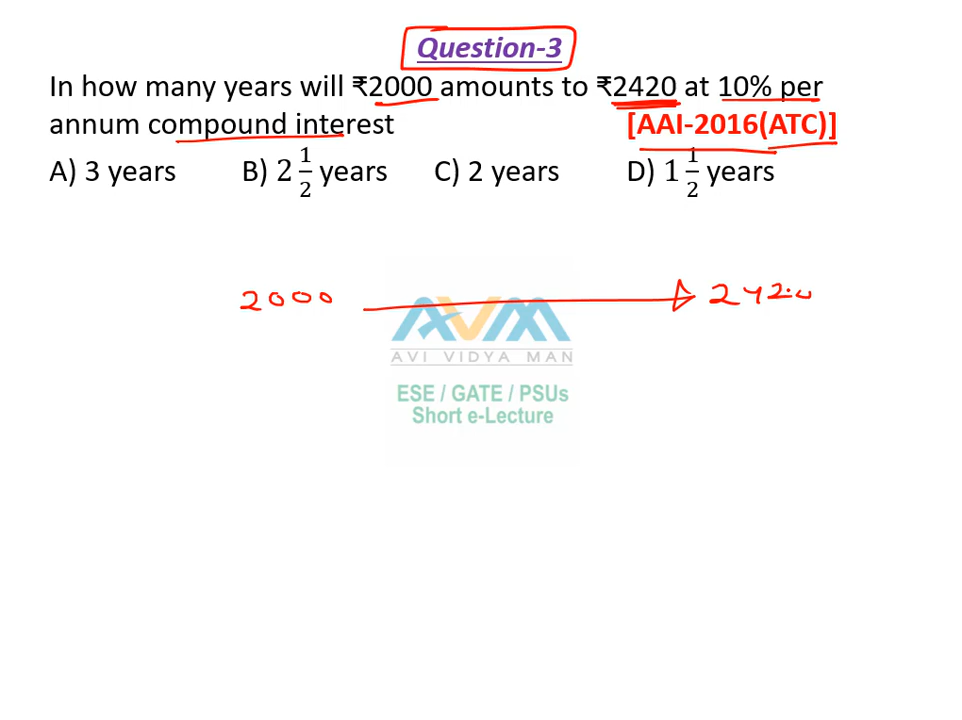 Question-3
In how many years will ₹2000 amounts to ₹2420 at 10% per
annum compound interest [AAI-2016(ATC)]
A) 3 years B) 2 1/2 years C) 2 years D) 1 1/2 years
2000 2420
AVM
AVI VIDYA MAN
ESE / GATE / PSUs
Short e-Lecture